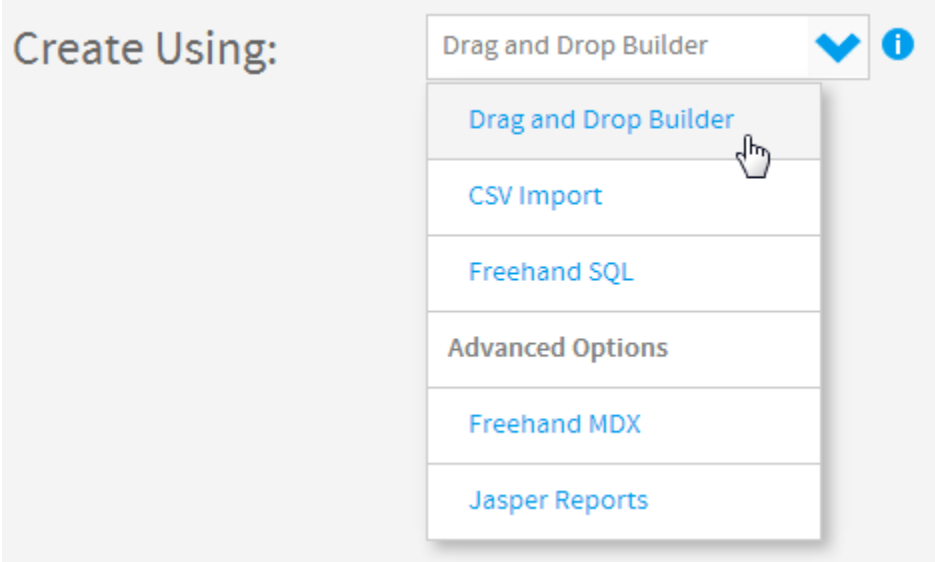 Create Using:
Drag and Drop Builder
Drag and Drop Builder
CSV Import
Freehand SQL
Advanced Options
Freehand MDX
Jasper Reports